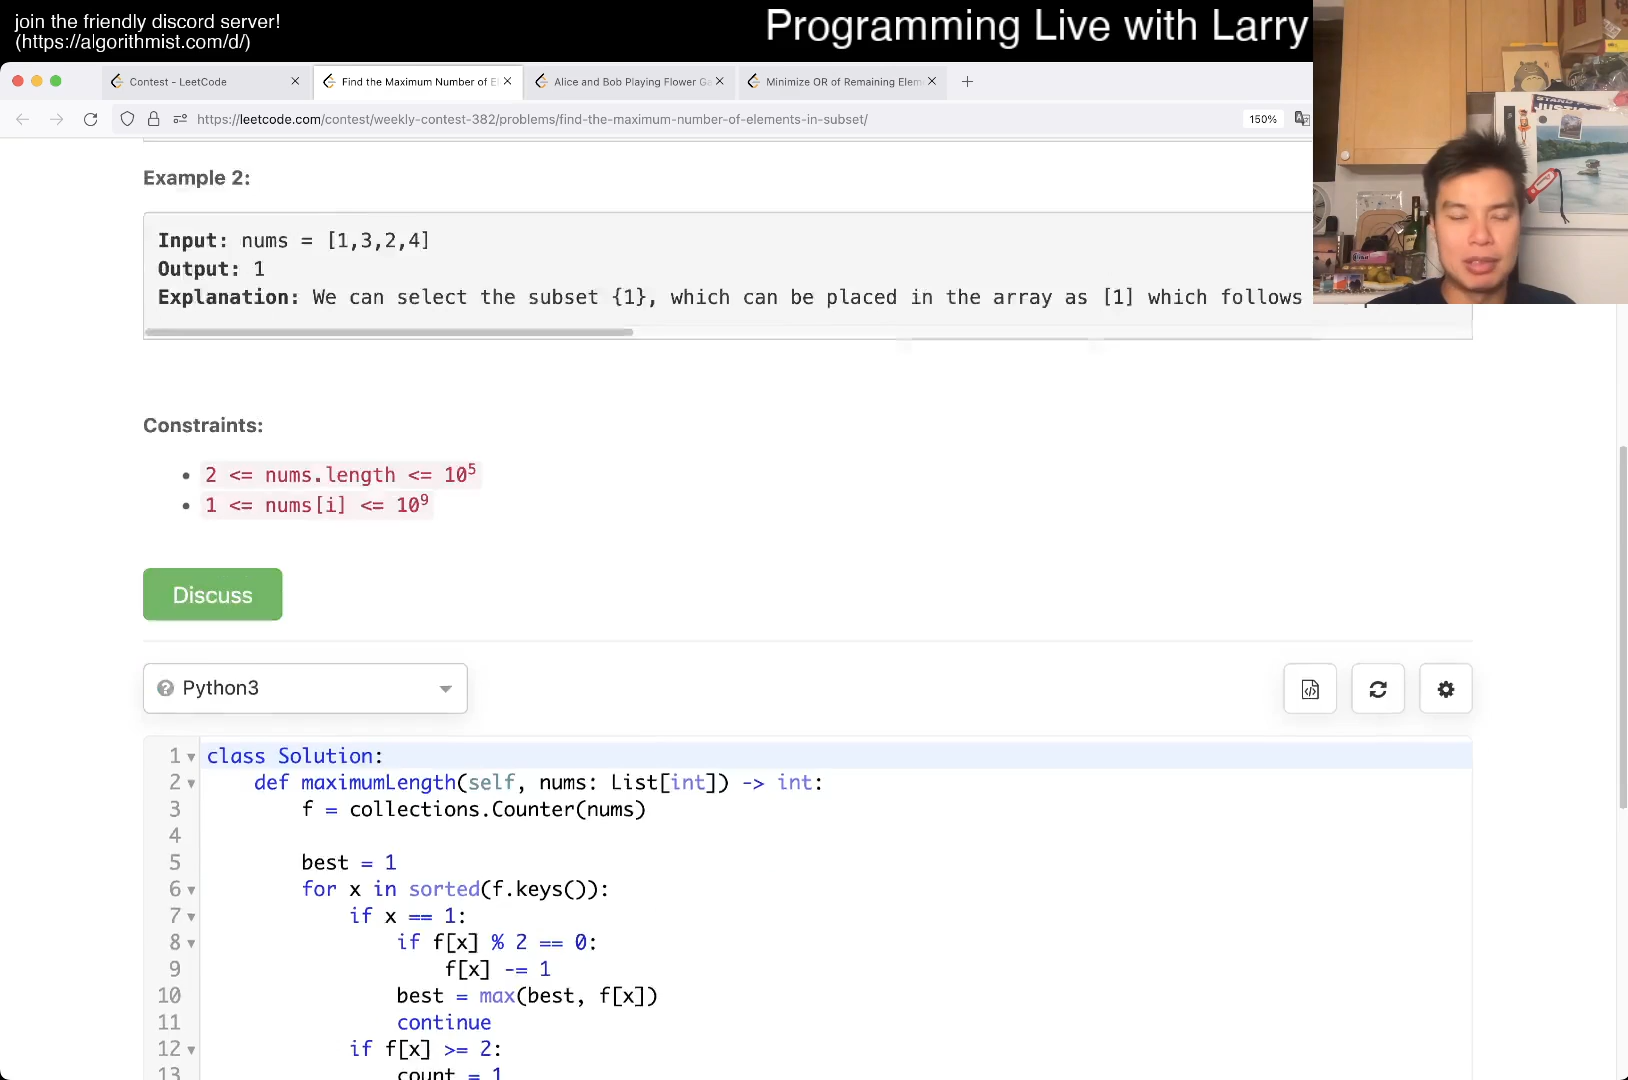 join the friendly discord server!
(https://algorithmist.com/d/)
Programming Live with Larry
Contest - LeetCode
Find the Maximum Number of El
Alice and Bob Playing Flower Ga
Minimize OR of Remaining Elem
https://leetcode.com/contest/weekly-contest-382/problems/find-the-maximum-number-of-elements-in-subset/
150%
Example 2:
Input: nums = [1,3,2,4]
Output: 1
Explanation: We can select the subset {1}, which can be placed in the array as [1] which follows
Constraints:
2 <= nums.length <= 10⁵
1 <= nums[i] <= 10⁹
Discuss
Python3
1 class Solution:
2 def maximumLength(self, nums: List[int]) -> int:
3 f = collections.Counter(nums)
4
5 best = 1
6 for x in sorted(f.keys()):
7 if x == 1:
8 if f[x] % 2 == 0:
9 f[x] -= 1
10 best = max(best, f[x])
11 continue
12 if f[x] >= 2:
13 count = 1